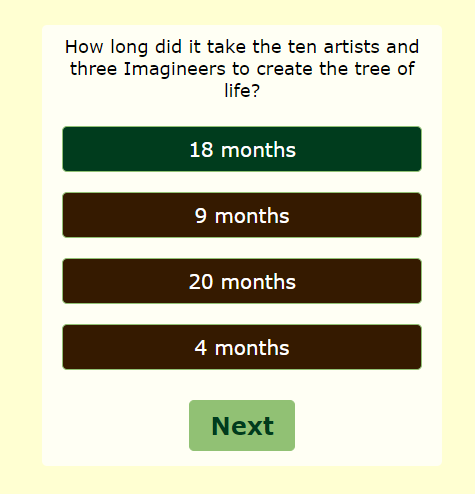 How long did it take the ten artists and
three Imagineers to create the tree of
life?
18 months
9 months
20 months
4 months
Next